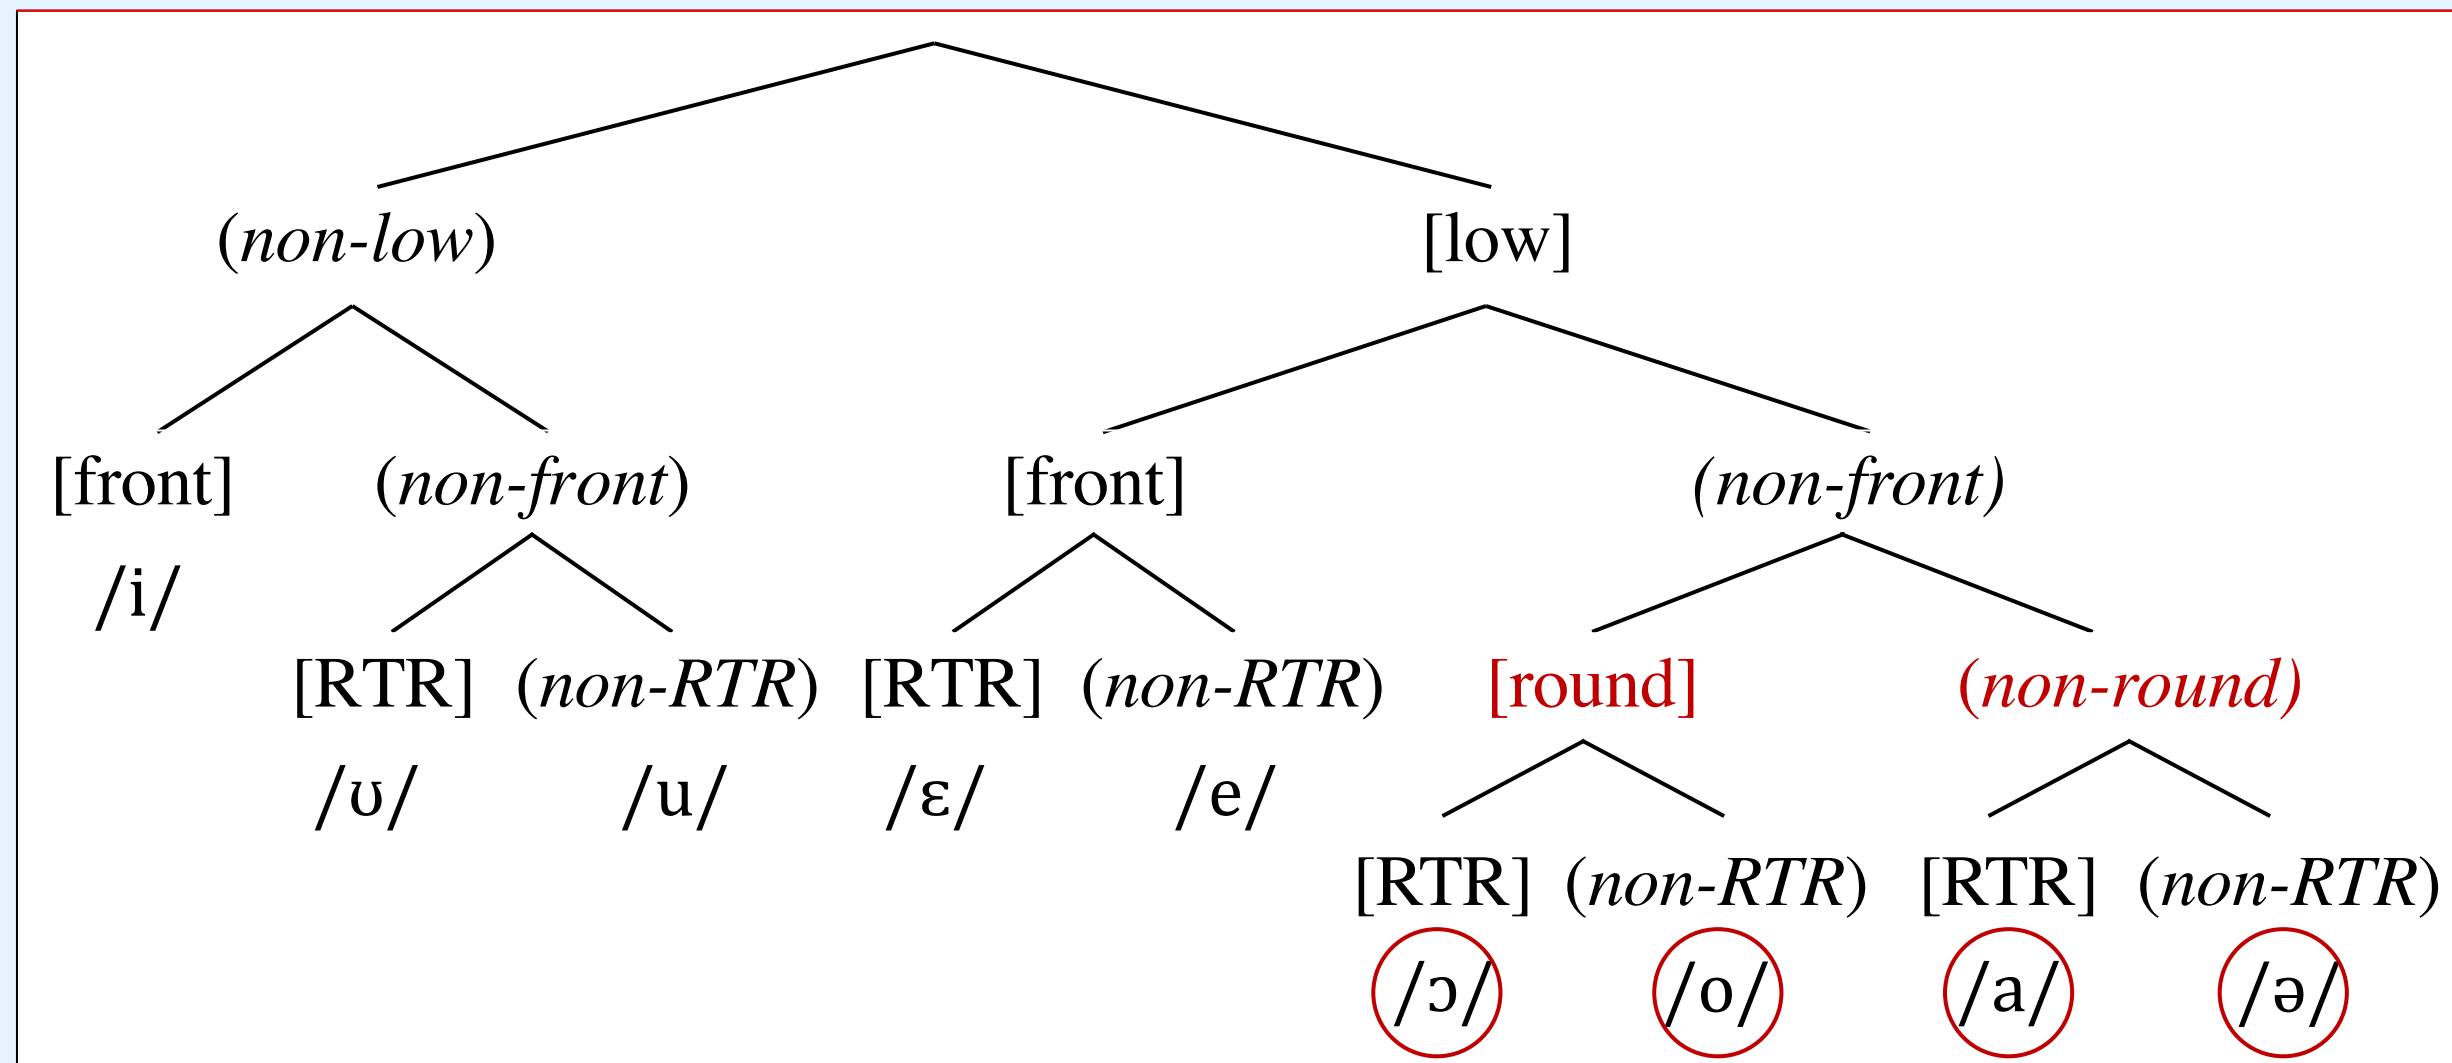 (non-low) [low]
[front] (non-front) [front] (non-front)
/i/
[RTR] (non-RTR) [RTR] (non-RTR) [round] (non-round)
/ʊ/ /u/ /ɛ/ /e/
[RTR] (non-RTR) [RTR] (non-RTR)
/ɔ/ /o/ /a/ /ə/